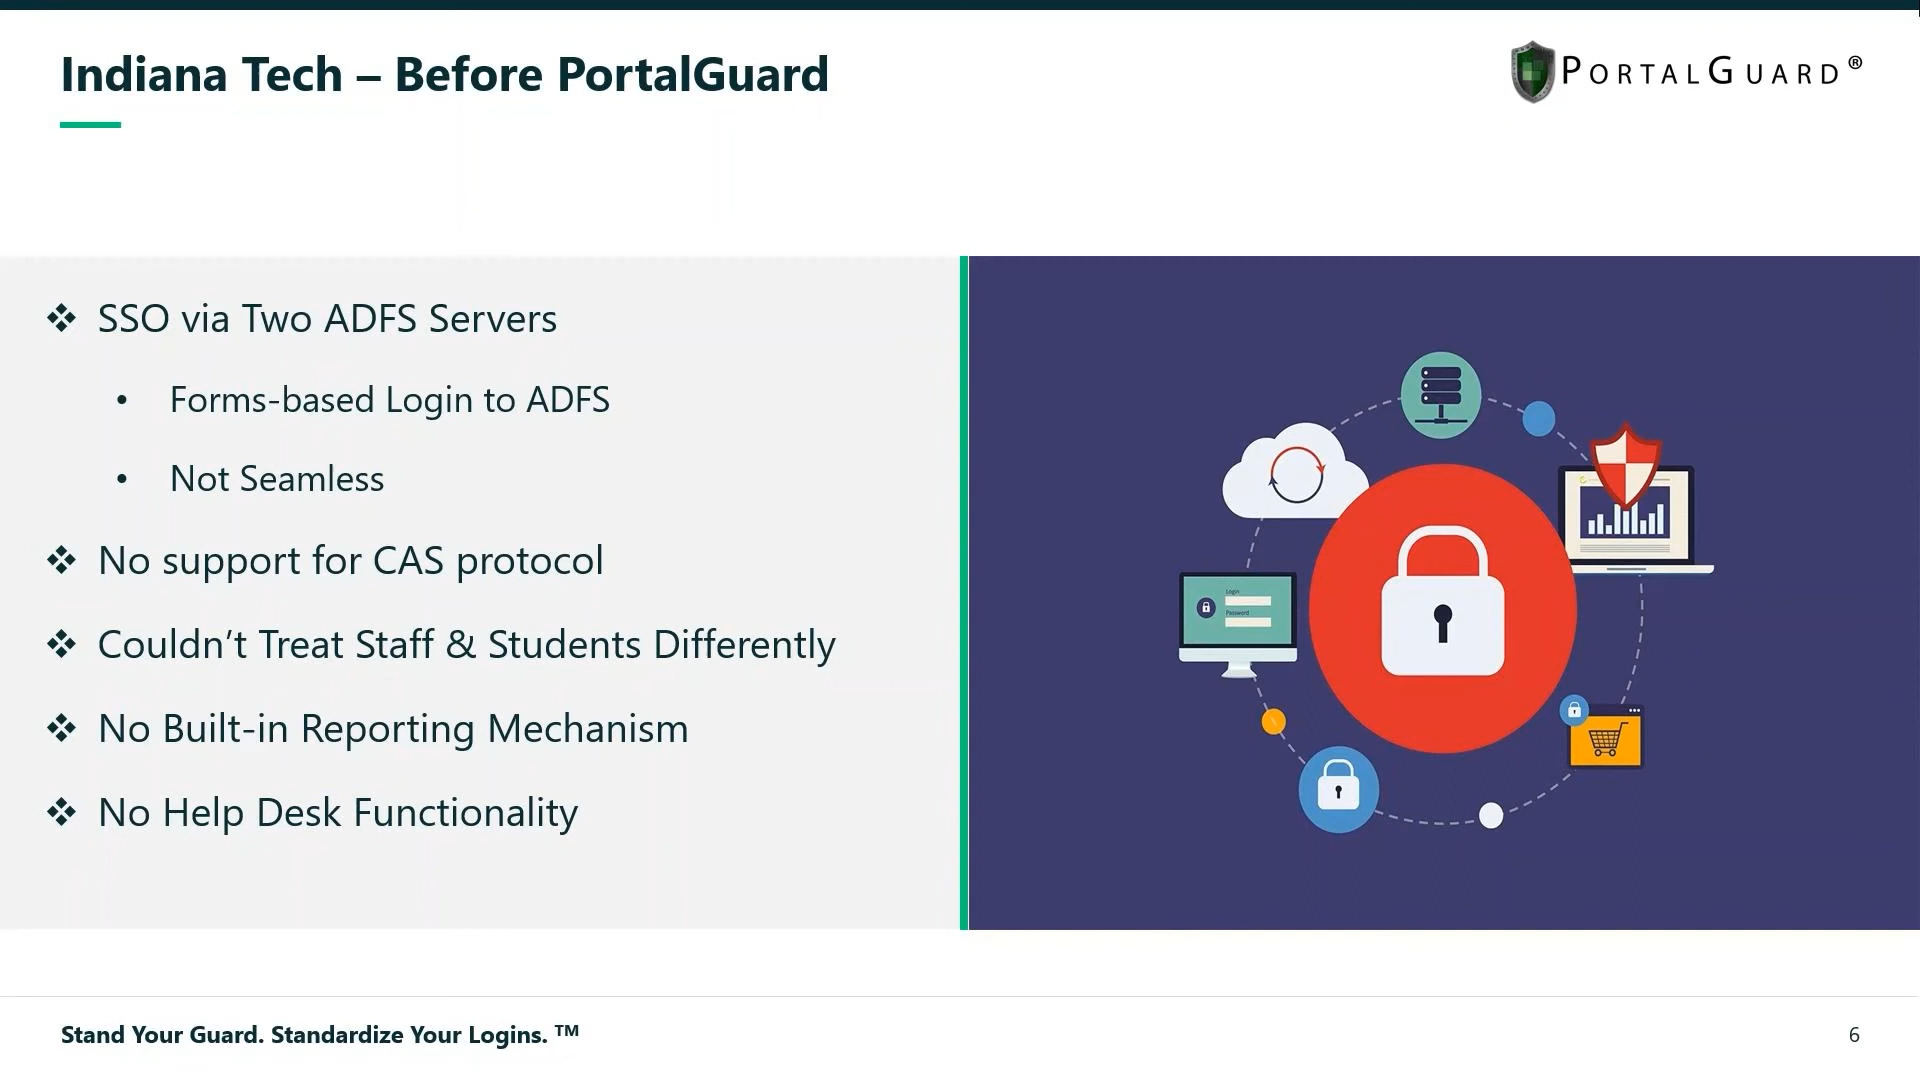 Indiana Tech – Before PortalGuard
PORTALGUARD®
❖ SSO via Two ADFS Servers
• Forms-based Login to ADFS
• Not Seamless
❖ No support for CAS protocol
❖ Couldn’t Treat Staff & Students Differently
❖ No Built-in Reporting Mechanism
❖ No Help Desk Functionality
Login
Password
Stand Your Guard. Standardize Your Logins. TM
6